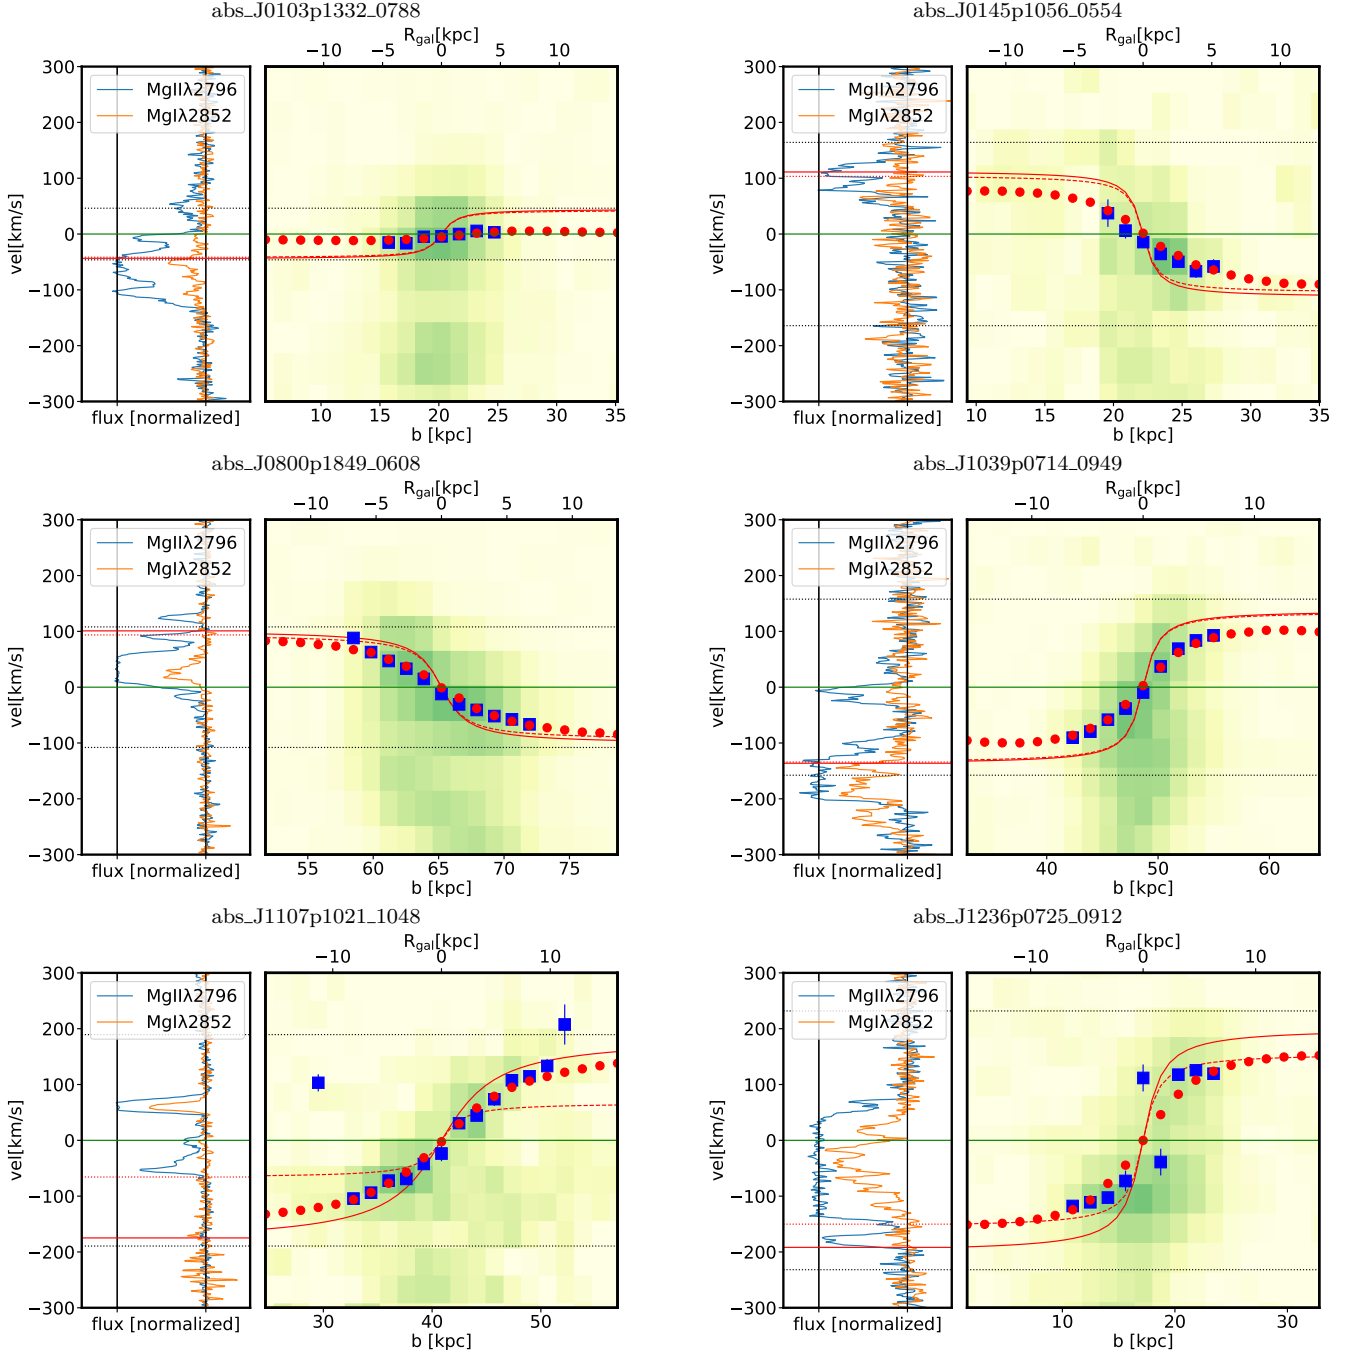 abs_J0103p1332_0788
R_gal[kpc]
−10 −5 0 5 10
MgIIλ2796
MgIλ2852
vel[km/s]
300
200
100
0
−100
−200
−300
flux [normalized]
10 15 20 25 30 35
b [kpc]
abs_J0145p1056_0554
R_gal[kpc]
−10 −5 0 5 10
MgIIλ2796
MgIλ2852
vel[km/s]
300
200
100
0
−100
−200
−300
flux [normalized]
10 15 20 25 30 35
b [kpc]
abs_J0800p1849_0608
R_gal[kpc]
−10 −5 0 5 10
MgIIλ2796
MgIλ2852
vel[km/s]
300
200
100
0
−100
−200
−300
flux [normalized]
55 60 65 70 75
b [kpc]
abs_J1039p0714_0949
R_gal[kpc]
−10 0 10
MgIIλ2796
MgIλ2852
vel[km/s]
300
200
100
0
−100
−200
−300
flux [normalized]
40 50 60
b [kpc]
abs_J1107p1021_1048
R_gal[kpc]
−10 0 10
MgIIλ2796
MgIλ2852
vel[km/s]
300
200
100
0
−100
−200
−300
flux [normalized]
30 40 50
b [kpc]
abs_J1236p0725_0912
R_gal[kpc]
−10 0 10
MgIIλ2796
MgIλ2852
vel[km/s]
300
200
100
0
−100
−200
−300
flux [normalized]
10 20 30
b [kpc]